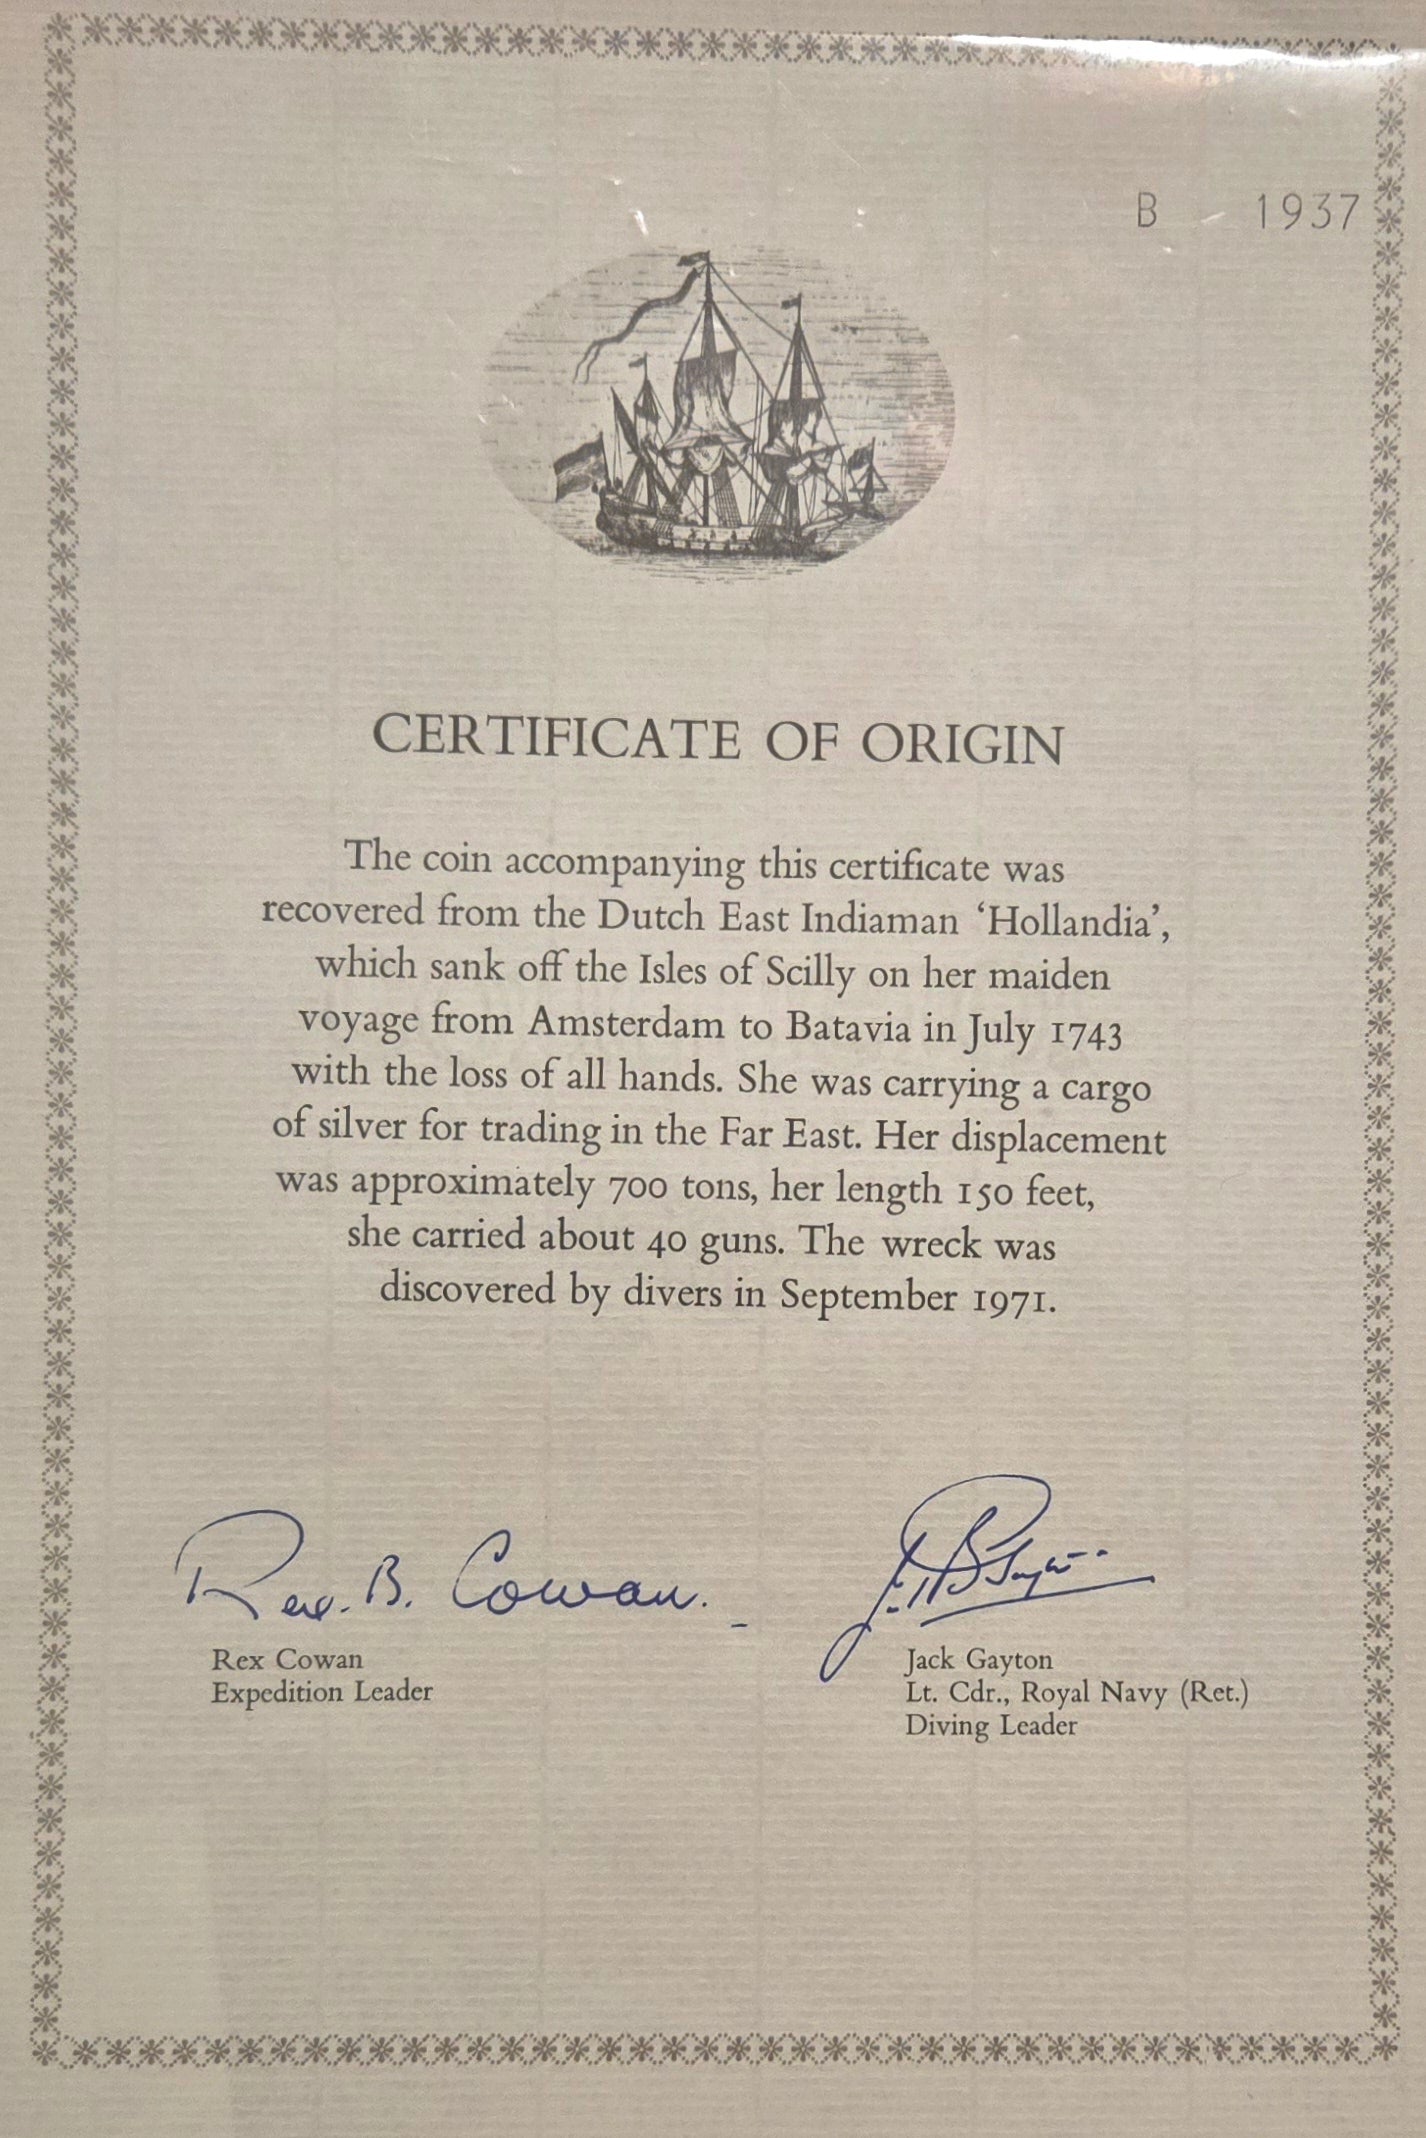 B - 1937
CERTIFICATE OF ORIGIN
The coin accompanying this certificate was
recovered from the Dutch East Indiaman ‘Hollandia’,
which sank off the Isles of Scilly on her maiden
voyage from Amsterdam to Batavia in July 1743
with the loss of all hands. She was carrying a cargo
of silver for trading in the Far East. Her displacement
was approximately 700 tons, her length 150 feet,
she carried about 40 guns. The wreck was
discovered by divers in September 1971.
Rex. B. Cowan.
Rex Cowan
Expedition Leader
Jack Gayton
Lt. Cdr., Royal Navy (Ret.)
Diving Leader